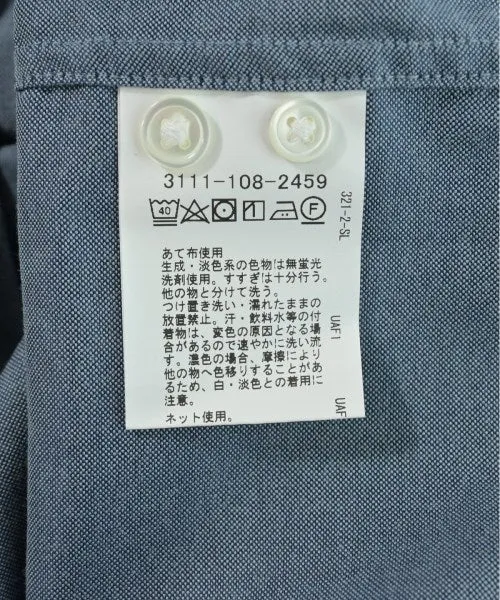 3111-108-2459
40
F
あて布使用
生成・淡色系の色物は無蛍光
洗剤使用。すすぎは十分行う。
他の物と分けて洗う。
つけ置き洗い・濡れたままの
放置禁止。汗・飲料水等の付
着物は、変色の原因となる場
合があるので速やかに洗い流
す。濃色の場合、摩擦により
他の物へ色移りすることがあ
るため、白・淡色との着用に
注意。
ネット使用。
321-2-SL
UAF1
UAF